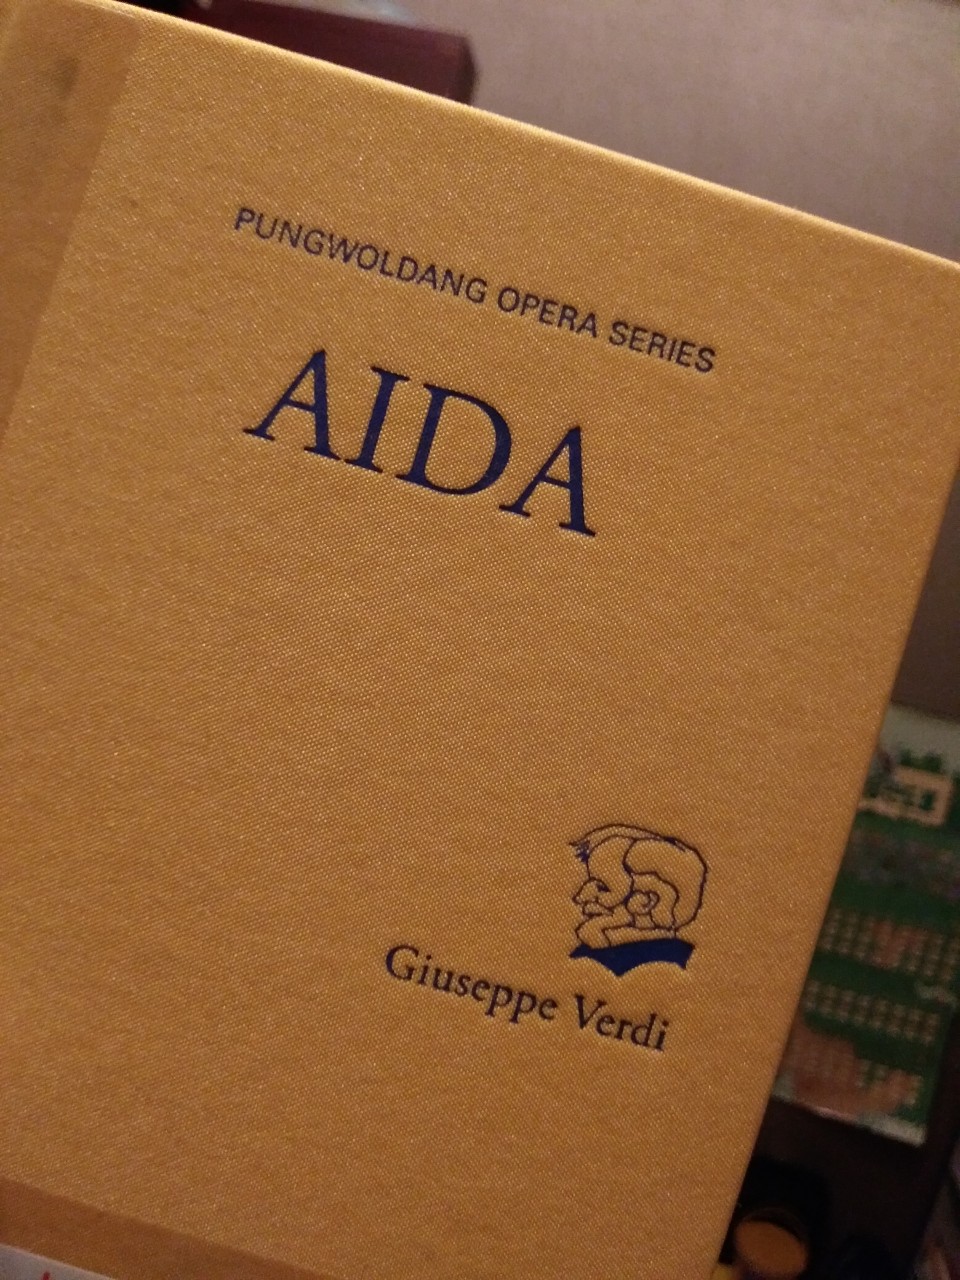 PUNGWOLDANG OPERA SERIES
AIDA
Giuseppe Verdi